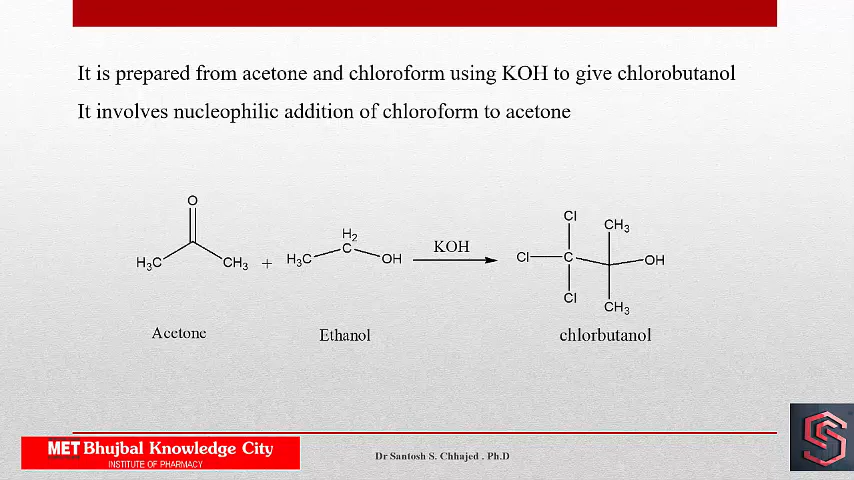 It is prepared from acetone and chloroform using KOH to give chlorobutanol
It involves nucleophilic addition of chloroform to acetone
O
H3C CH3
+
H2
H3C C OH
KOH
Cl
CH3
Cl C OH
Cl
CH3
Acetone
Ethanol
chlorbutanol
MET Bhujbal Knowledge City
INSTITUTE OF PHARMACY
Dr Santosh S. Chhajed . Ph.D